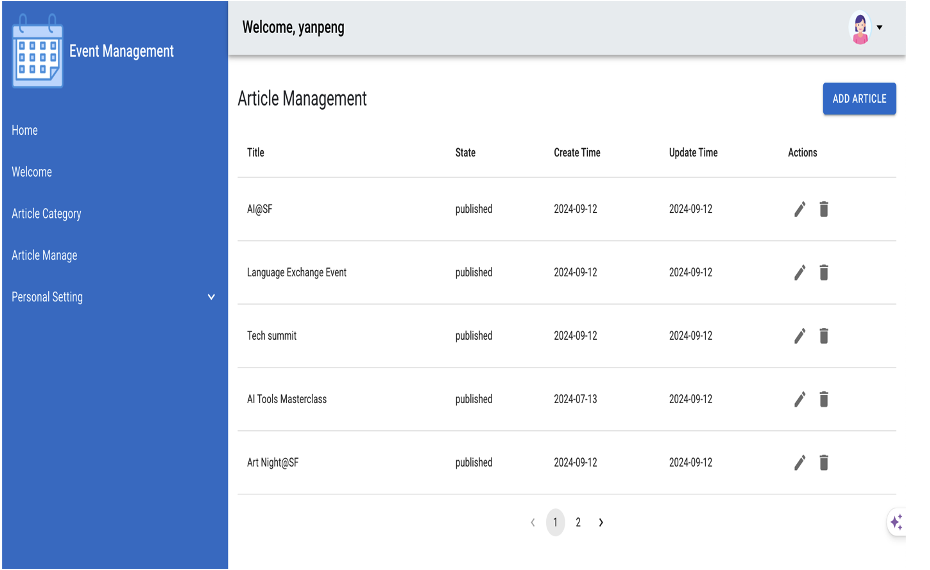 Event Management
Home
Welcome
Article Category
Article Manage
Personal Setting
Welcome, yanpeng
Article Management
ADD ARTICLE
Title State Create Time Update Time Actions
AI@SF published 2024-09-12 2024-09-12
Language Exchange Event published 2024-09-12 2024-09-12
Tech summit published 2024-09-12 2024-09-12
AI Tools Masterclass published 2024-07-13 2024-09-12
Art Night@SF published 2024-09-12 2024-09-12
1 2